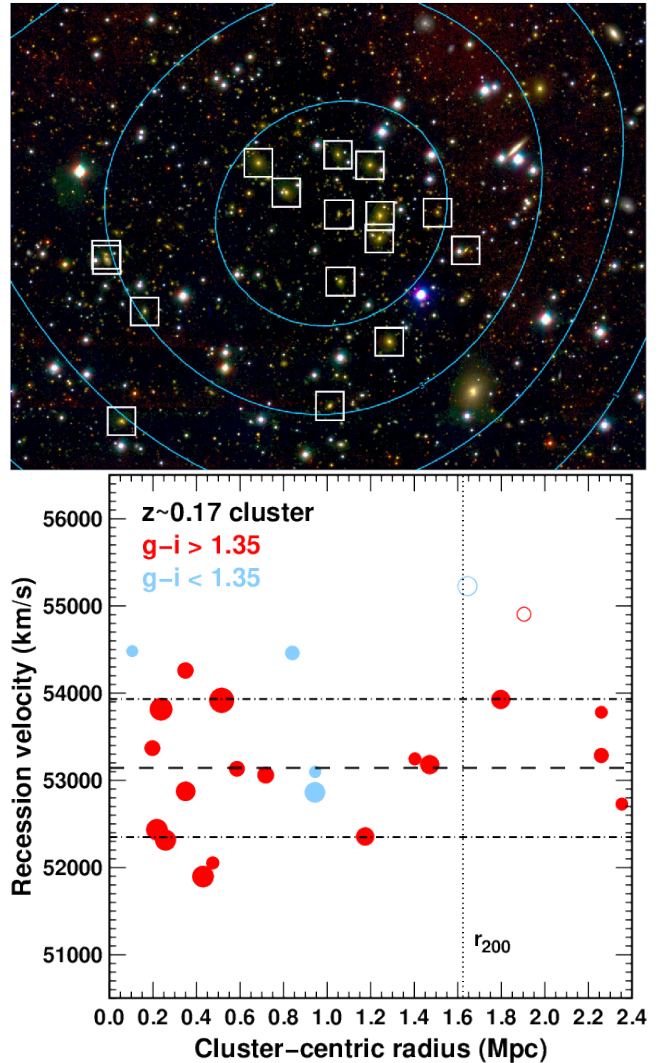 z~0.17 cluster
g-i > 1.35
g-i < 1.35
Recession velocity (km/s)
56000
55000
54000
53000
52000
51000
r200
0.0 0.2 0.4 0.6 0.8 1.0 1.2 1.4 1.6 1.8 2.0 2.2 2.4
Cluster-centric radius (Mpc)